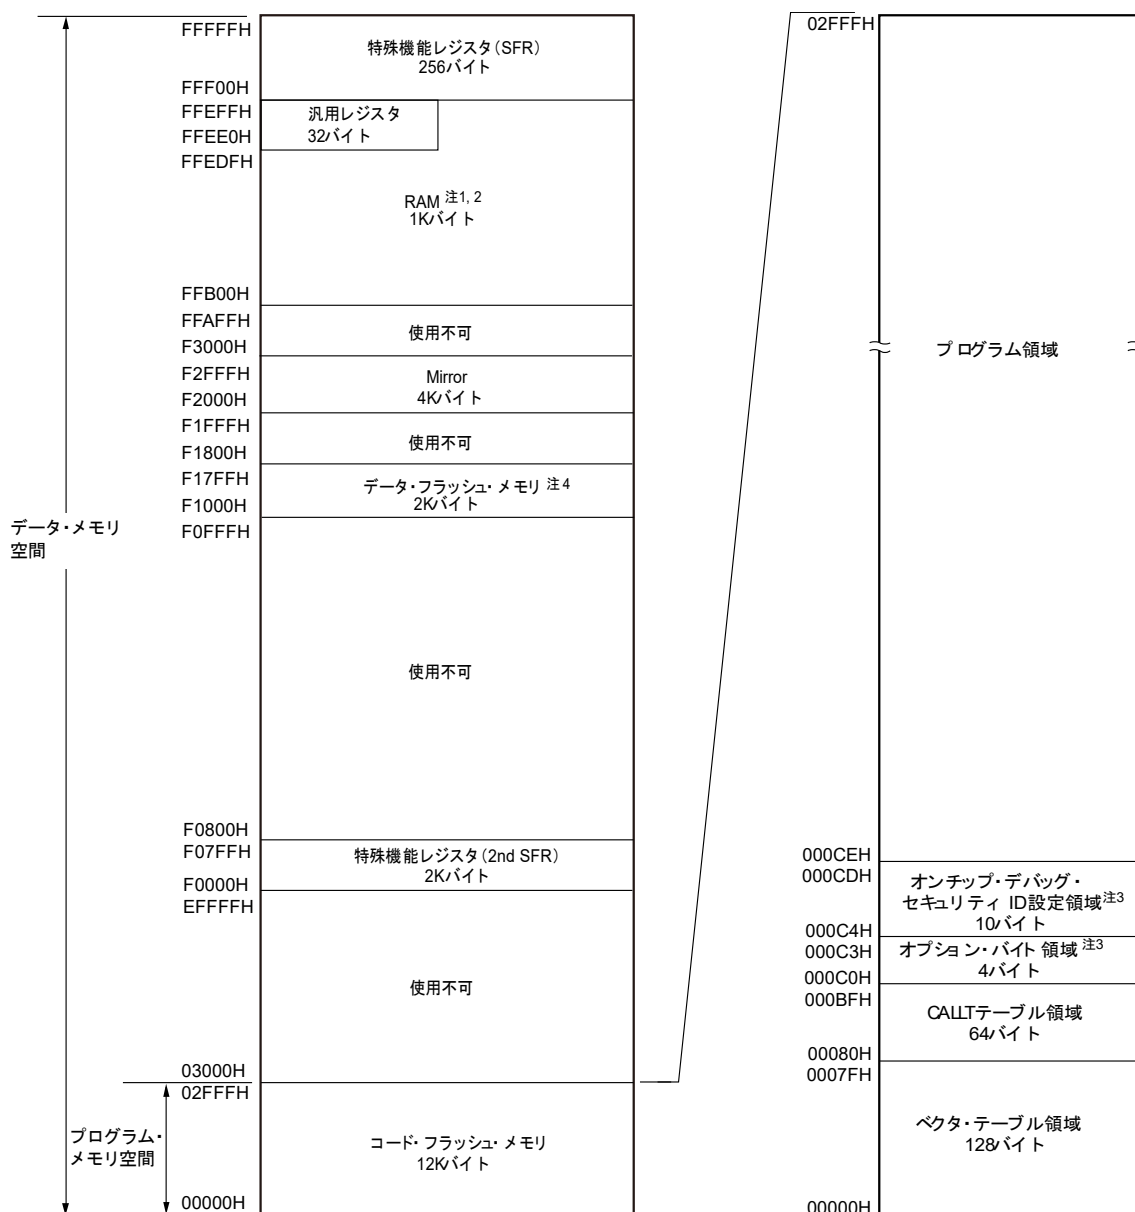 FFFFFH
特殊機能レジスタ(SFR)
256バイト
FFF00H
FFEFFH
汎用レジスタ
32バイト
FFEE0H
FFEDFH
RAM 注1, 2
1Kバイト
FFB00H
FFAFFH
使用不可
F3000H
F2FFFH
Mirror
4Kバイト
F2000H
F1FFFH
使用不可
F1800H
F17FFH
データ・フラッシュ・メモリ 注4
2Kバイト
F1000H
F0FFFH
データ・メモリ
空間
使用不可
F0800H
F07FFH
特殊機能レジスタ(2nd SFR)
2Kバイト
F0000H
EFFFFH
使用不可
03000H
02FFFH
プログラム・
メモリ空間
コード・フラッシュ・メモリ
12Kバイト
00000H
02FFFH
プログラム領域
000CEH
000CDH
オンチップ・デバッグ・
セキュリティ ID設定領域注3
10バイト
000C4H
000C3H
オプション・バイト 領域 注3
4バイト
000C0H
000BFH
CALLTテーブル領域
64バイト
00080H
0007FH
ベクタ・テーブル領域
128バイト
00000H